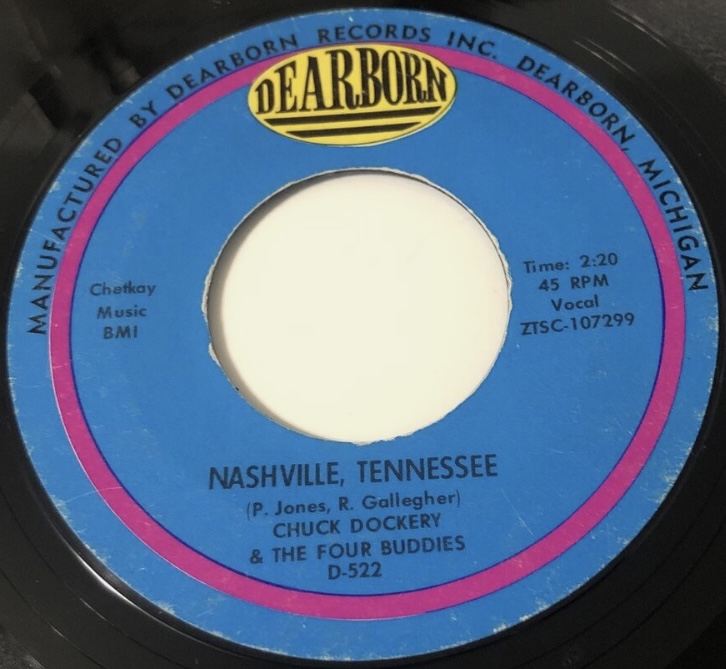 MANUFACTURED BY DEARBORN RECORDS INC. DEARBORN, MICHIGAN
DEARBORN
Chetkay
Music
BMI
Time: 2:20
45 RPM
Vocal
ZTSC-107299
NASHVILLE, TENNESSEE
(P. Jones, R. Gallegher)
CHUCK DOCKERY
& THE FOUR BUDDIES
D-522